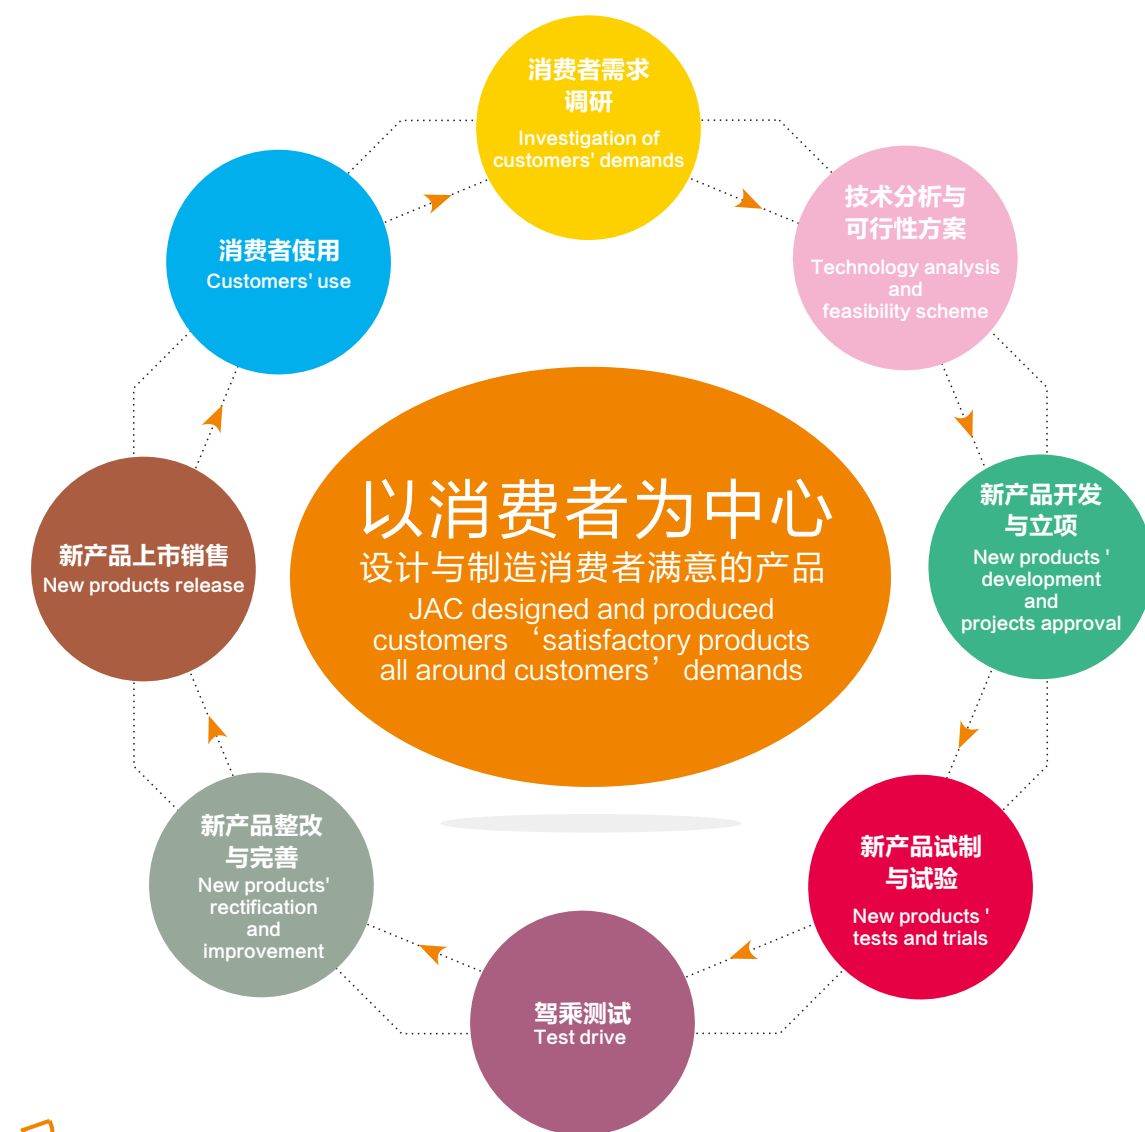 消费者需求
调研
Investigation of
customers' demands
技术分析与
可行性方案
Technology analysis
and
feasibility scheme
新产品开发
与立项
New products '
development
and
projects approval
新产品试制
与试验
New products '
tests and trials
驾乘测试
Test drive
新产品整改
与完善
New products'
rectification
and
improvement
新产品上市销售
New products release
消费者使用
Customers' use
以消费者为中心
设计与制造消费者满意的产品
JAC designed and produced
customers ‘satisfactory products
all around customers’ demands